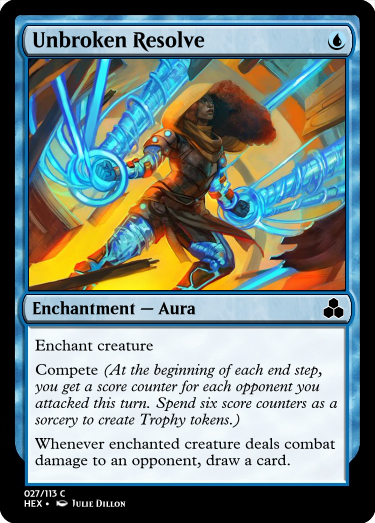 Unbroken Resolve
Enchantment — Aura
Enchant creature
Compete (At the beginning of each end step,
you get a score counter for each opponent you
attacked this turn. Spend six score counters as a
sorcery to create Trophy tokens.)
Whenever enchanted creature deals combat
damage to an opponent, draw a card.
027/113 C
HEX • Julie Dillon